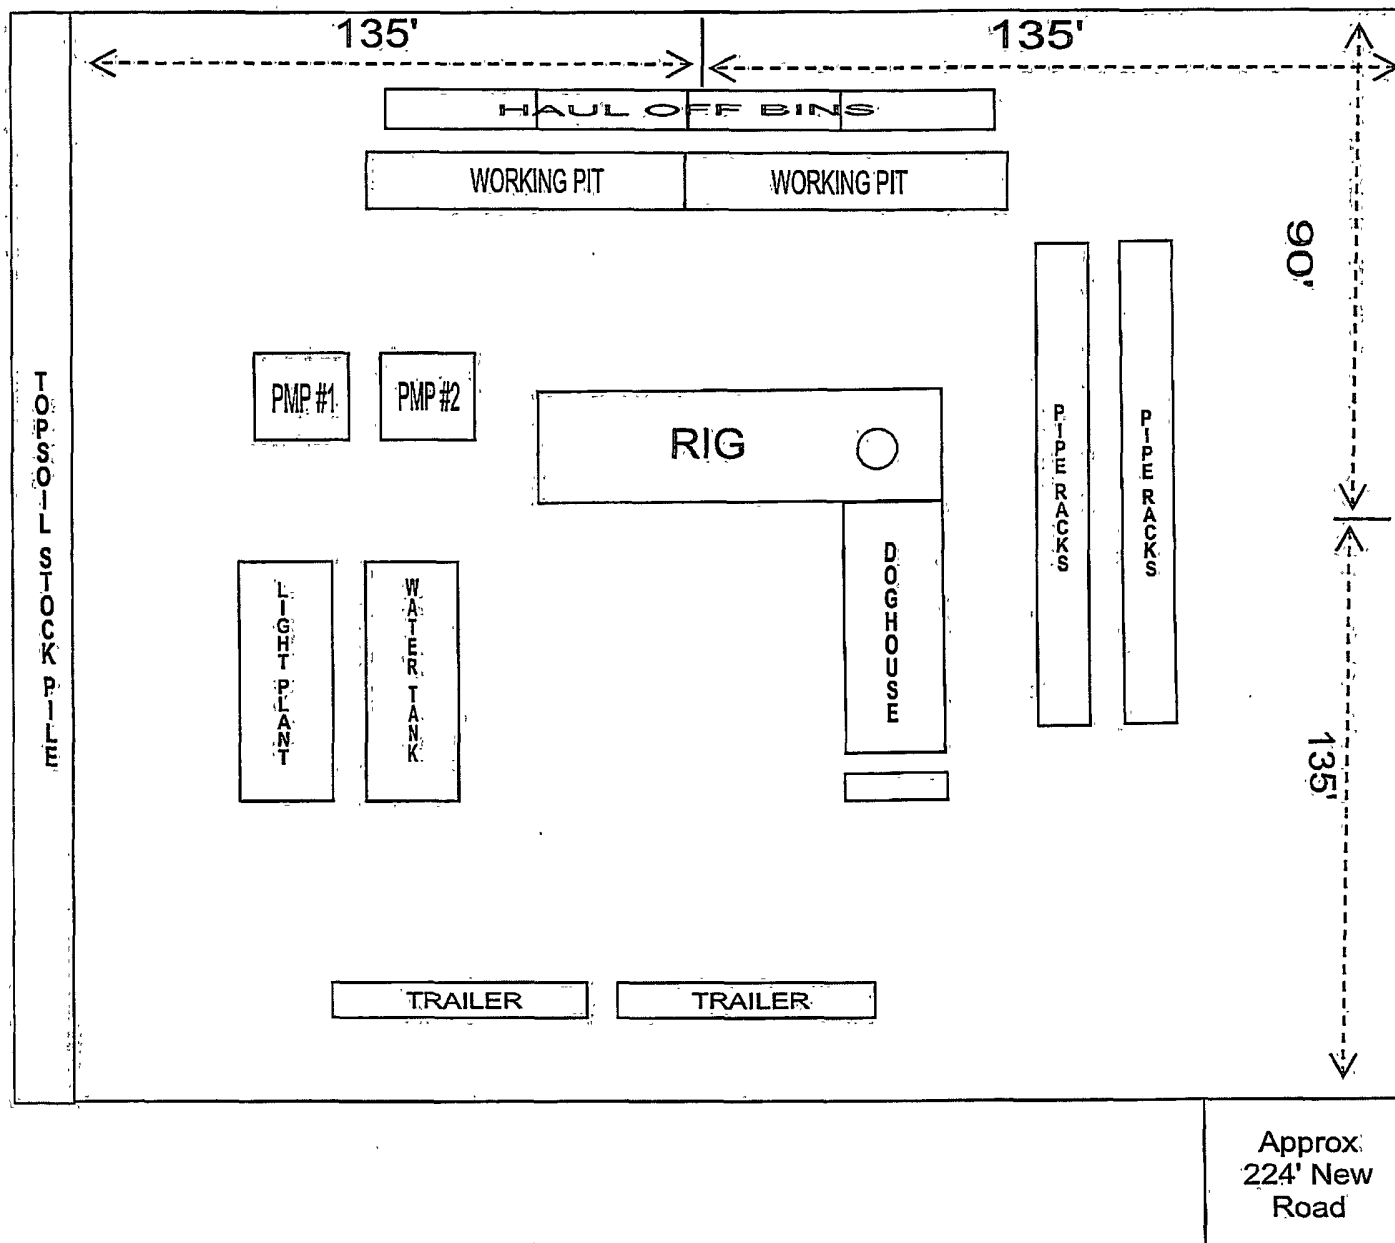 135'
135'
HAUL OFF BINS
WORKING PIT
WORKING PIT
90'
PMP #1
PMP #2
RIG
TOPSOIL STOCK PILE
PIPE RACKS
PIPE RACKS
LIGHT PLANT
WATER TANK
DOGHOUSE
135'
TRAILER
TRAILER
Approx
224' New
Road